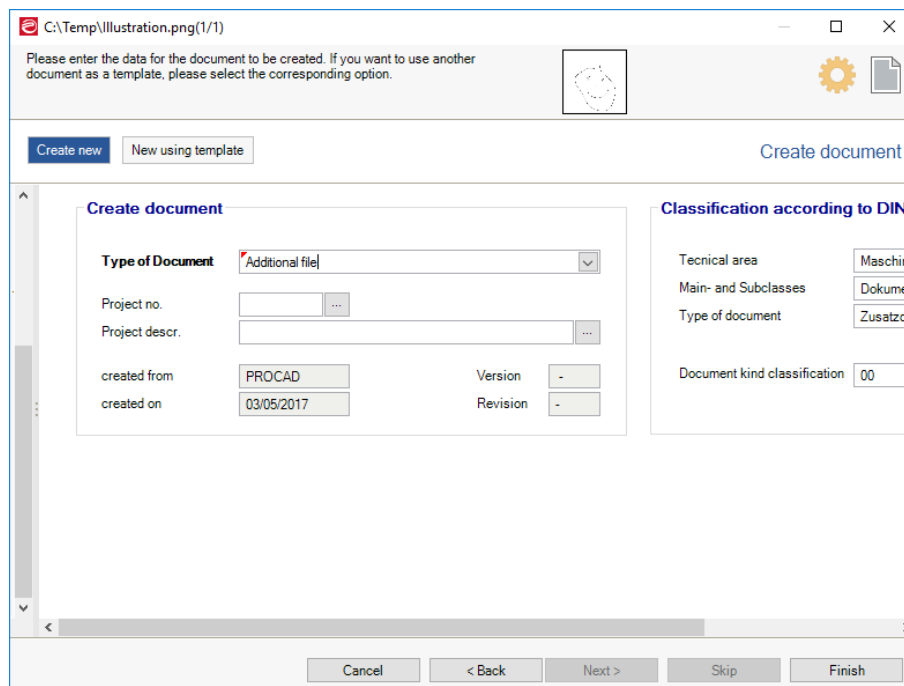 C:\Temp\Illustration.png(1/1)
Please enter the data for the document to be created. If you want to use another
document as a template, please select the corresponding option.
Create new
New using template
Create document
Create document
Type of Document
Additional file
Project no.
...
Project descr.
...
created from
PROCAD
Version
-
created on
03/05/2017
Revision
-
Classification according to DIN
Tecnical area
Maschin
Main- and Subclasses
Dokume
Type of document
Zusatzd
Document kind classification
00
Cancel
< Back
Next >
Skip
Finish